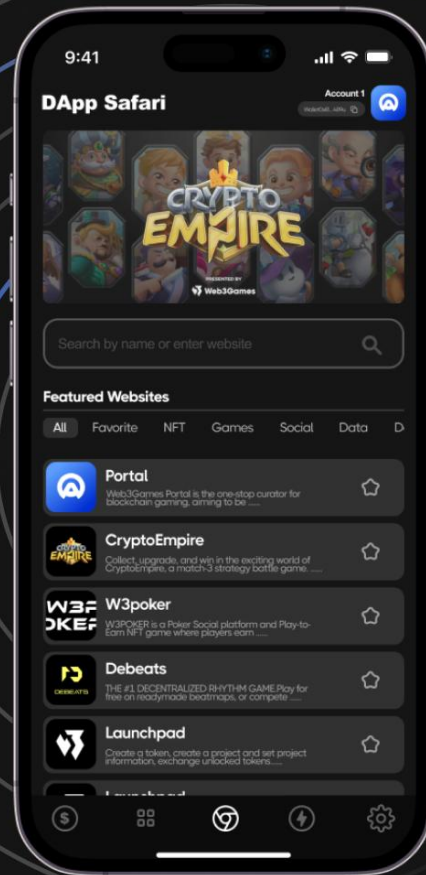 9:41
DApp Safari
Account 1
CRYPTO
EMPIRE
PRESENTED BY
Web3Games
Search by name or enter website
Featured Websites
All Favorite NFT Games Social Data D
Portal
Web3Games Portal is the one-stop curator for
blockchain gaming, aiming to be ......
CRYPTO
EMPIRE
CryptoEmpire
Collect, upgrade, and win in the exciting world of
CryptoEmpire, a match-3 strategy battle game. ......
W3P
OKE
W3poker
W3POKER is a Poker Social platform and Play-to-
Earn NFT game where players earn ......
DEBEATS
Debeats
THE #1 DECENTRALIZED RHYTHM GAME.Play for
free on readymade beatmaps, or compete ......
Launchpad
Create a token, create a project and set project
information, exchange unlocked tokens......
Launchpad